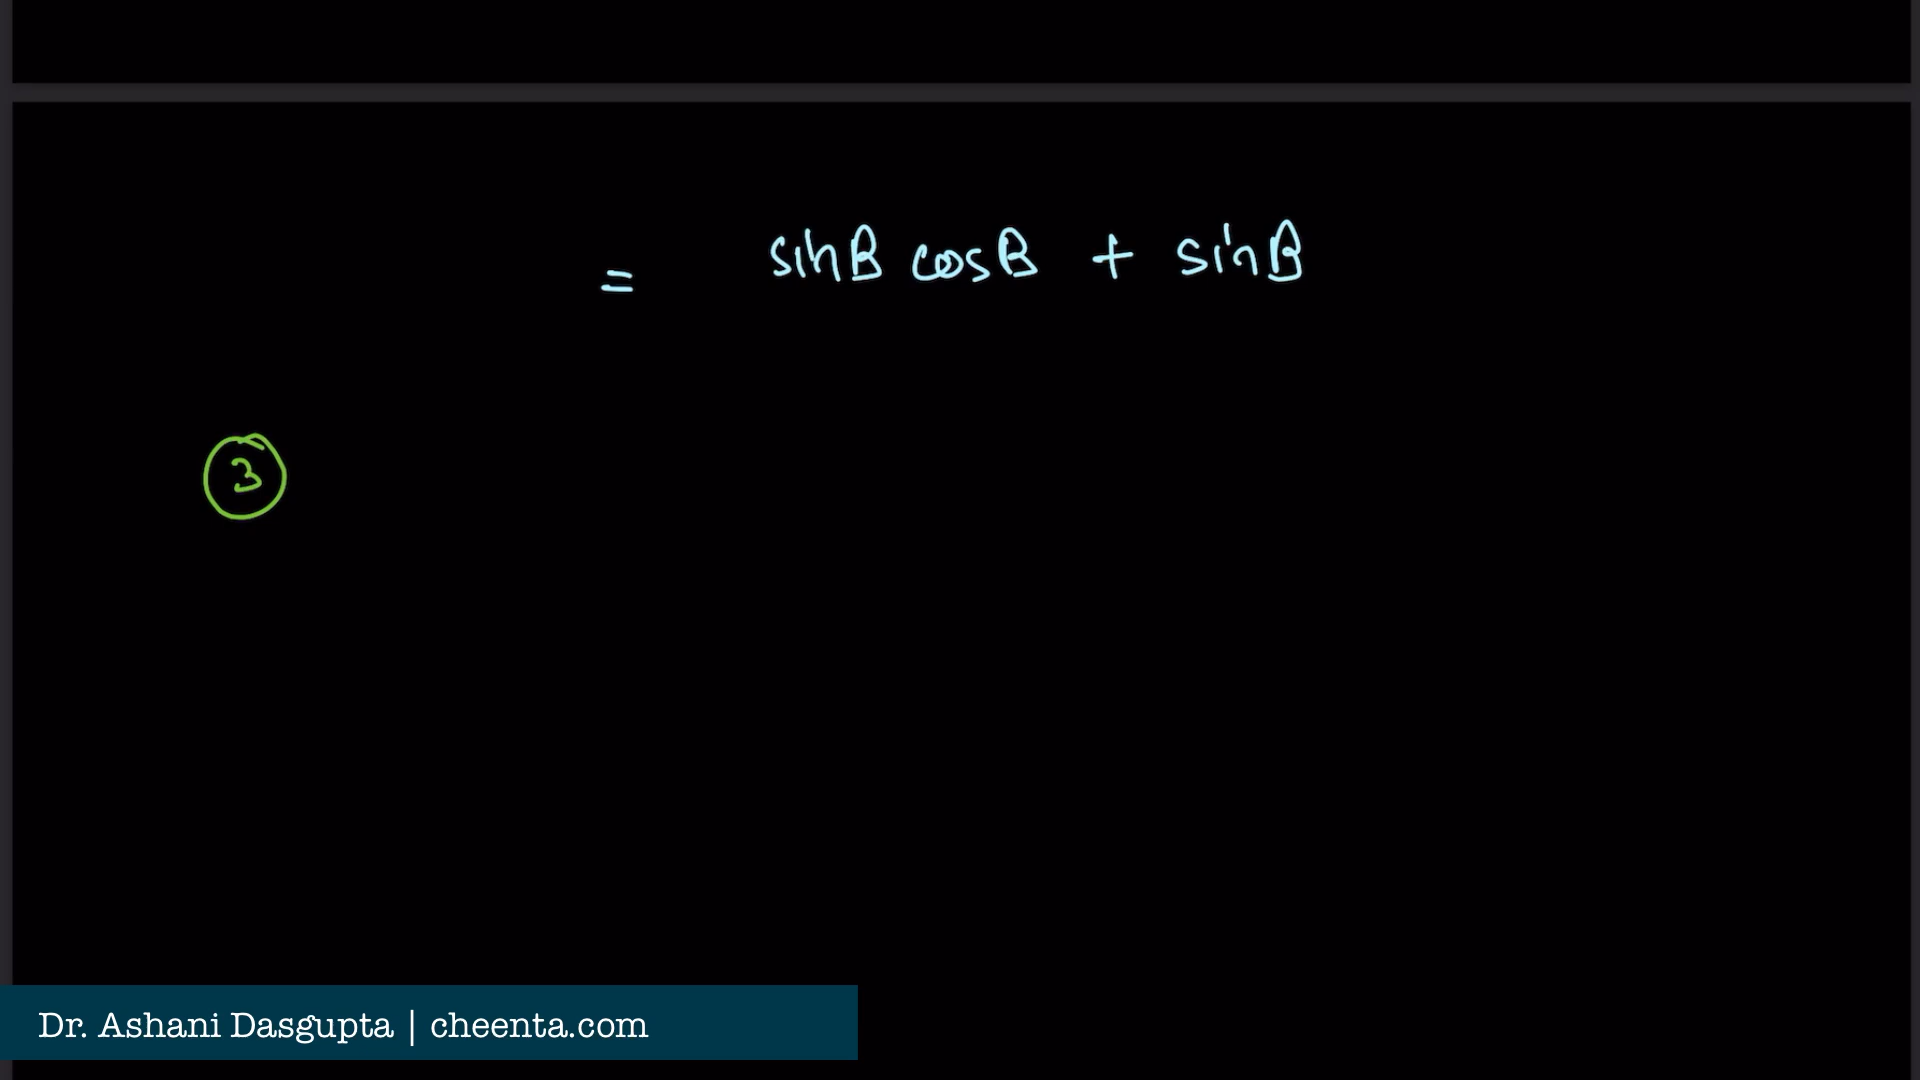 = sinB cosB + sinB
3
Dr. Ashani Dasgupta | cheenta.com